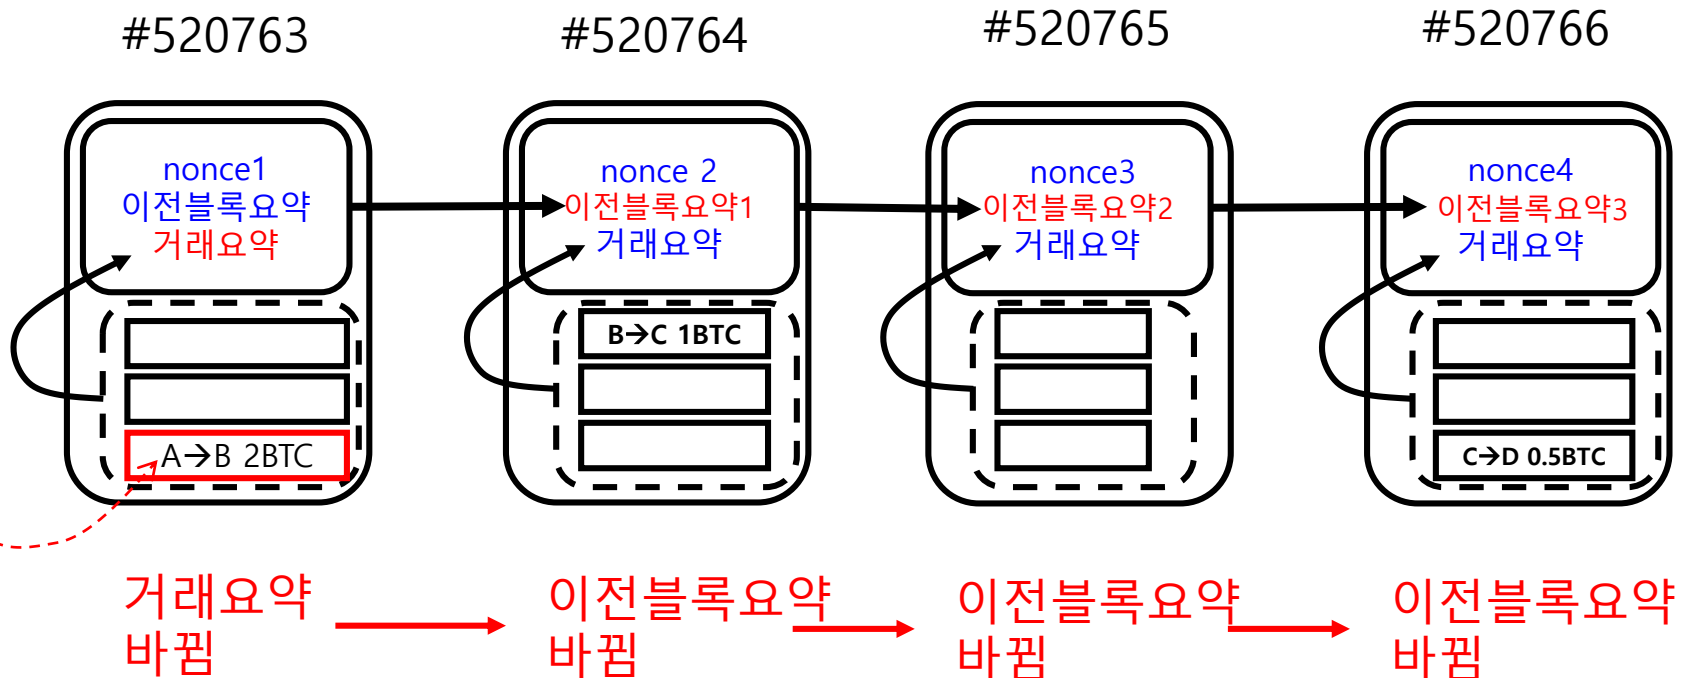 #520763
#520764
#520765
#520766
nonce1
이전블록요약
거래요약
nonce 2
이전블록요약1
거래요약
nonce3
이전블록요약2
거래요약
nonce4
이전블록요약3
거래요약
A→B 2BTC
B→C 1BTC
C→D 0.5BTC
거래요약
바뀜
이전블록요약
바뀜
이전블록요약
바뀜
이전블록요약
바뀜